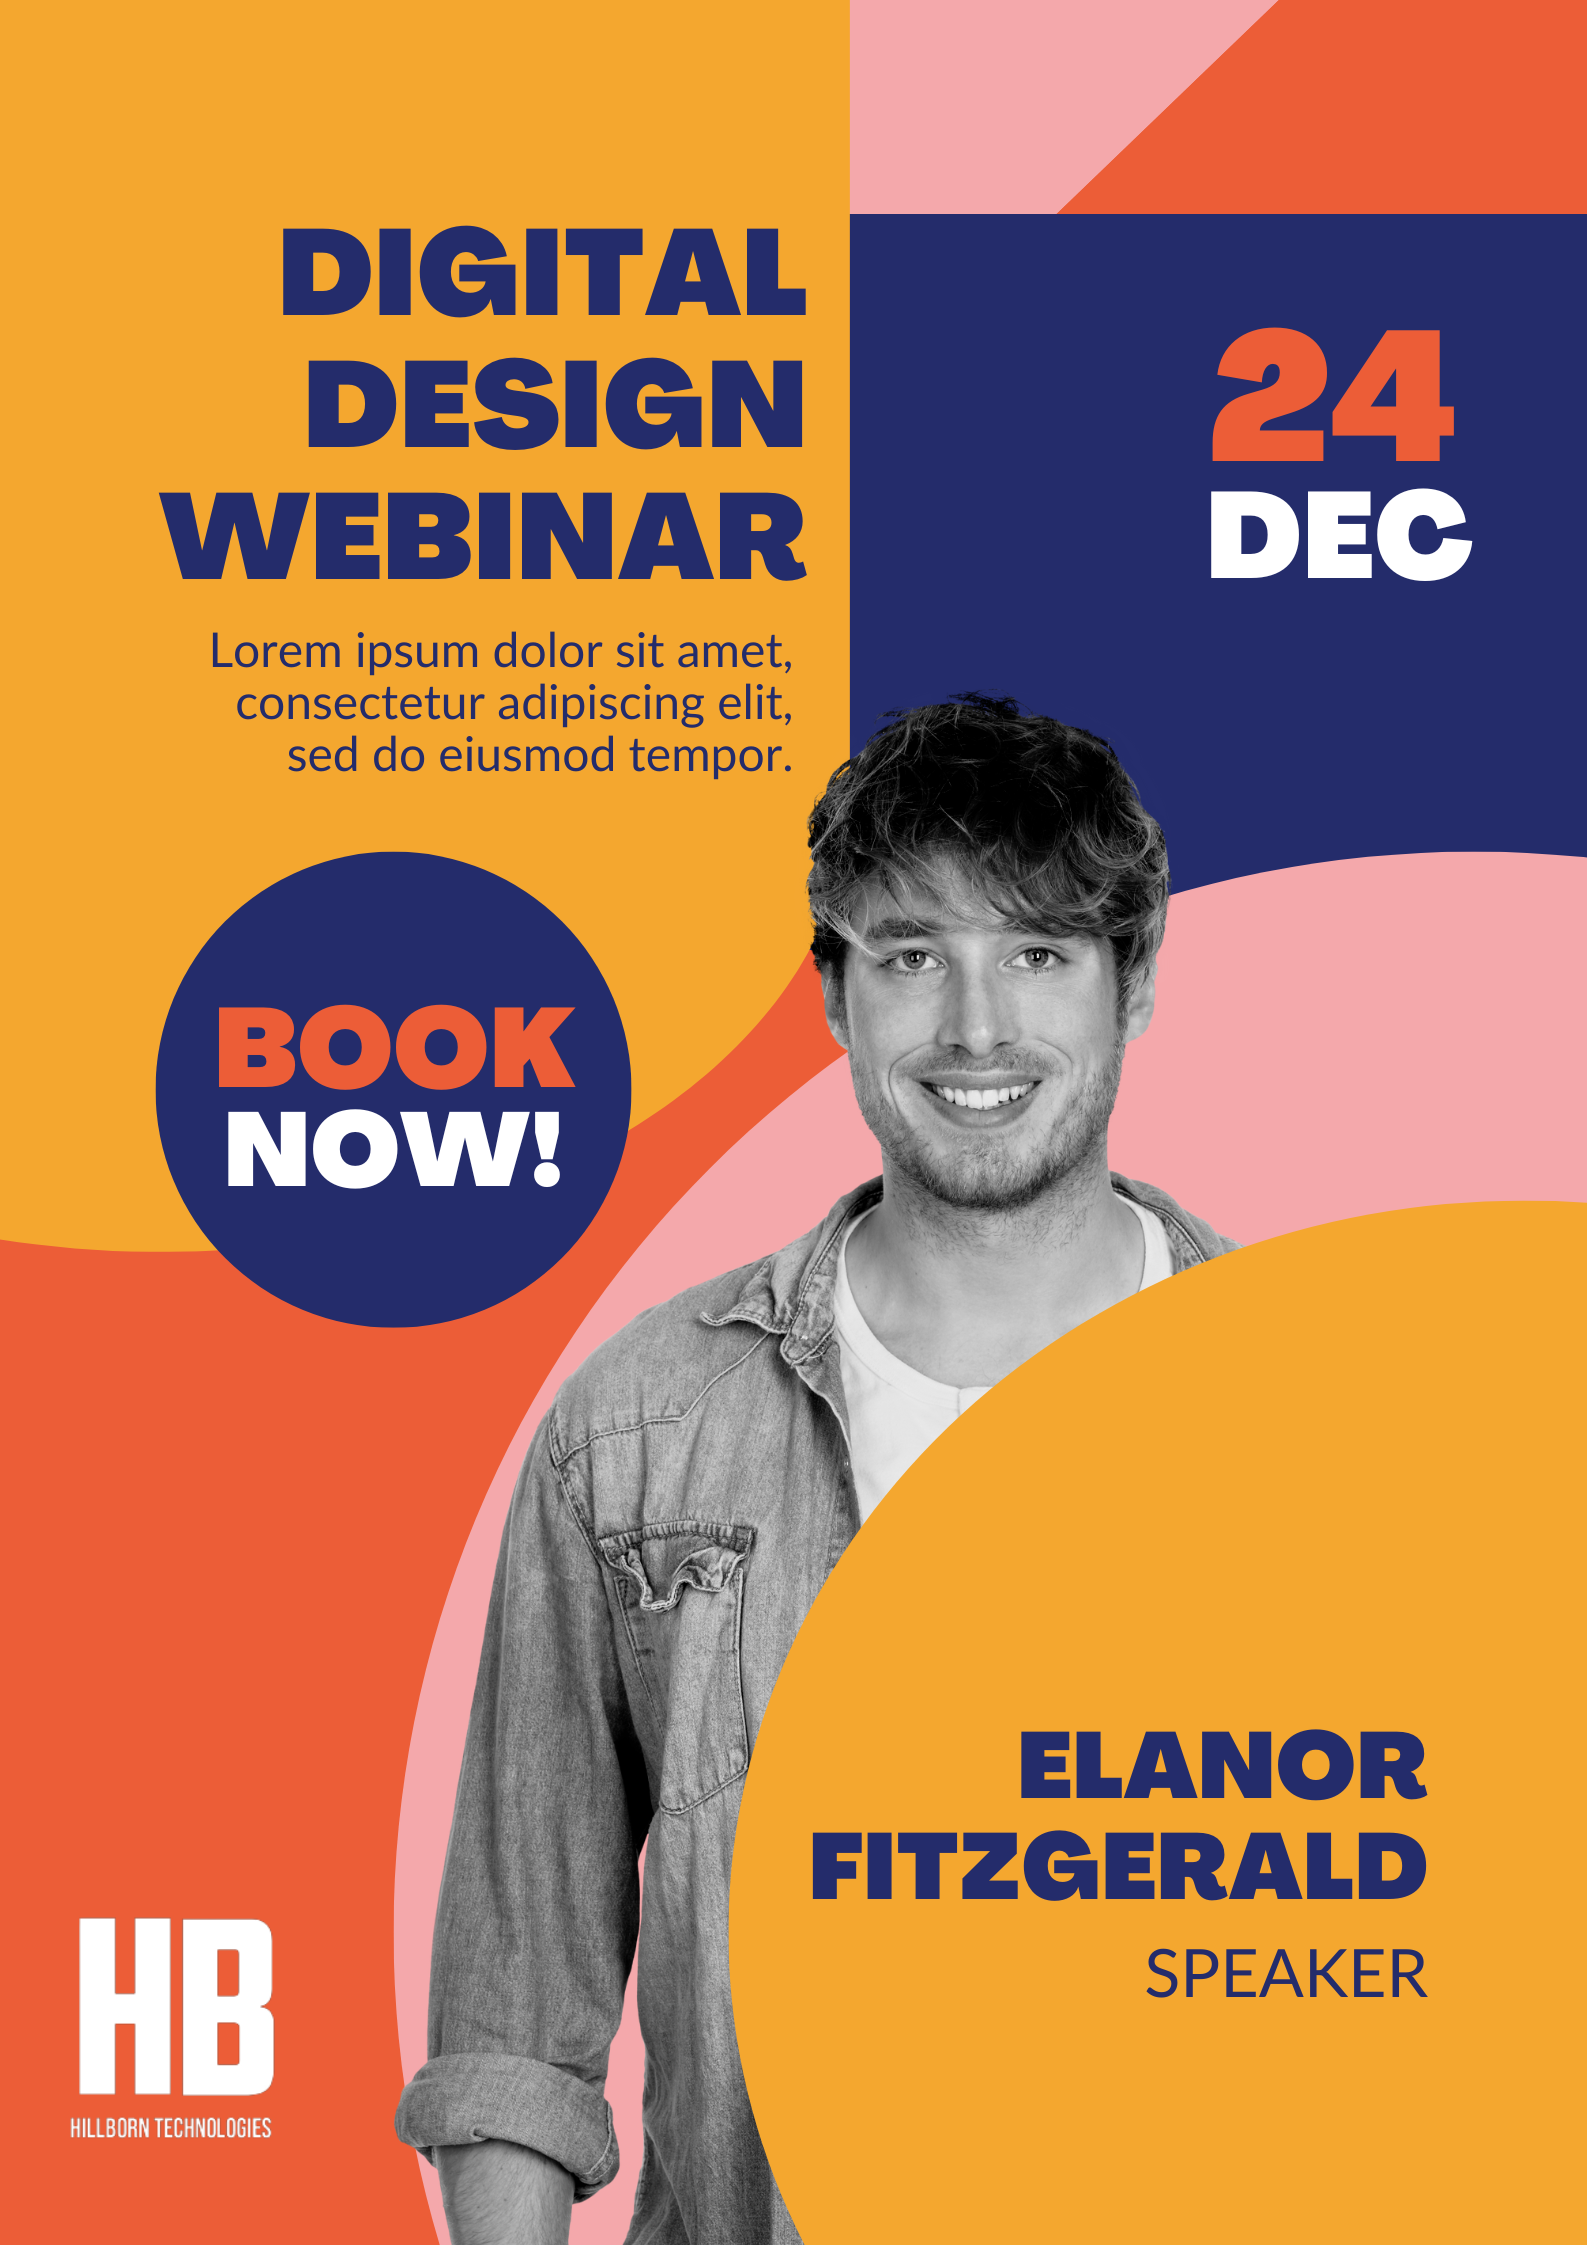 DIGITAL
DESIGN
WEBINAR
Lorem ipsum dolor sit amet,
consectetur adipiscing elit,
sed do eiusmod tempor.
24
DEC
BOOK
NOW!
ELANOR
FITZGERALD
SPEAKER
HB
HILLBORN TECHNOLOGIES